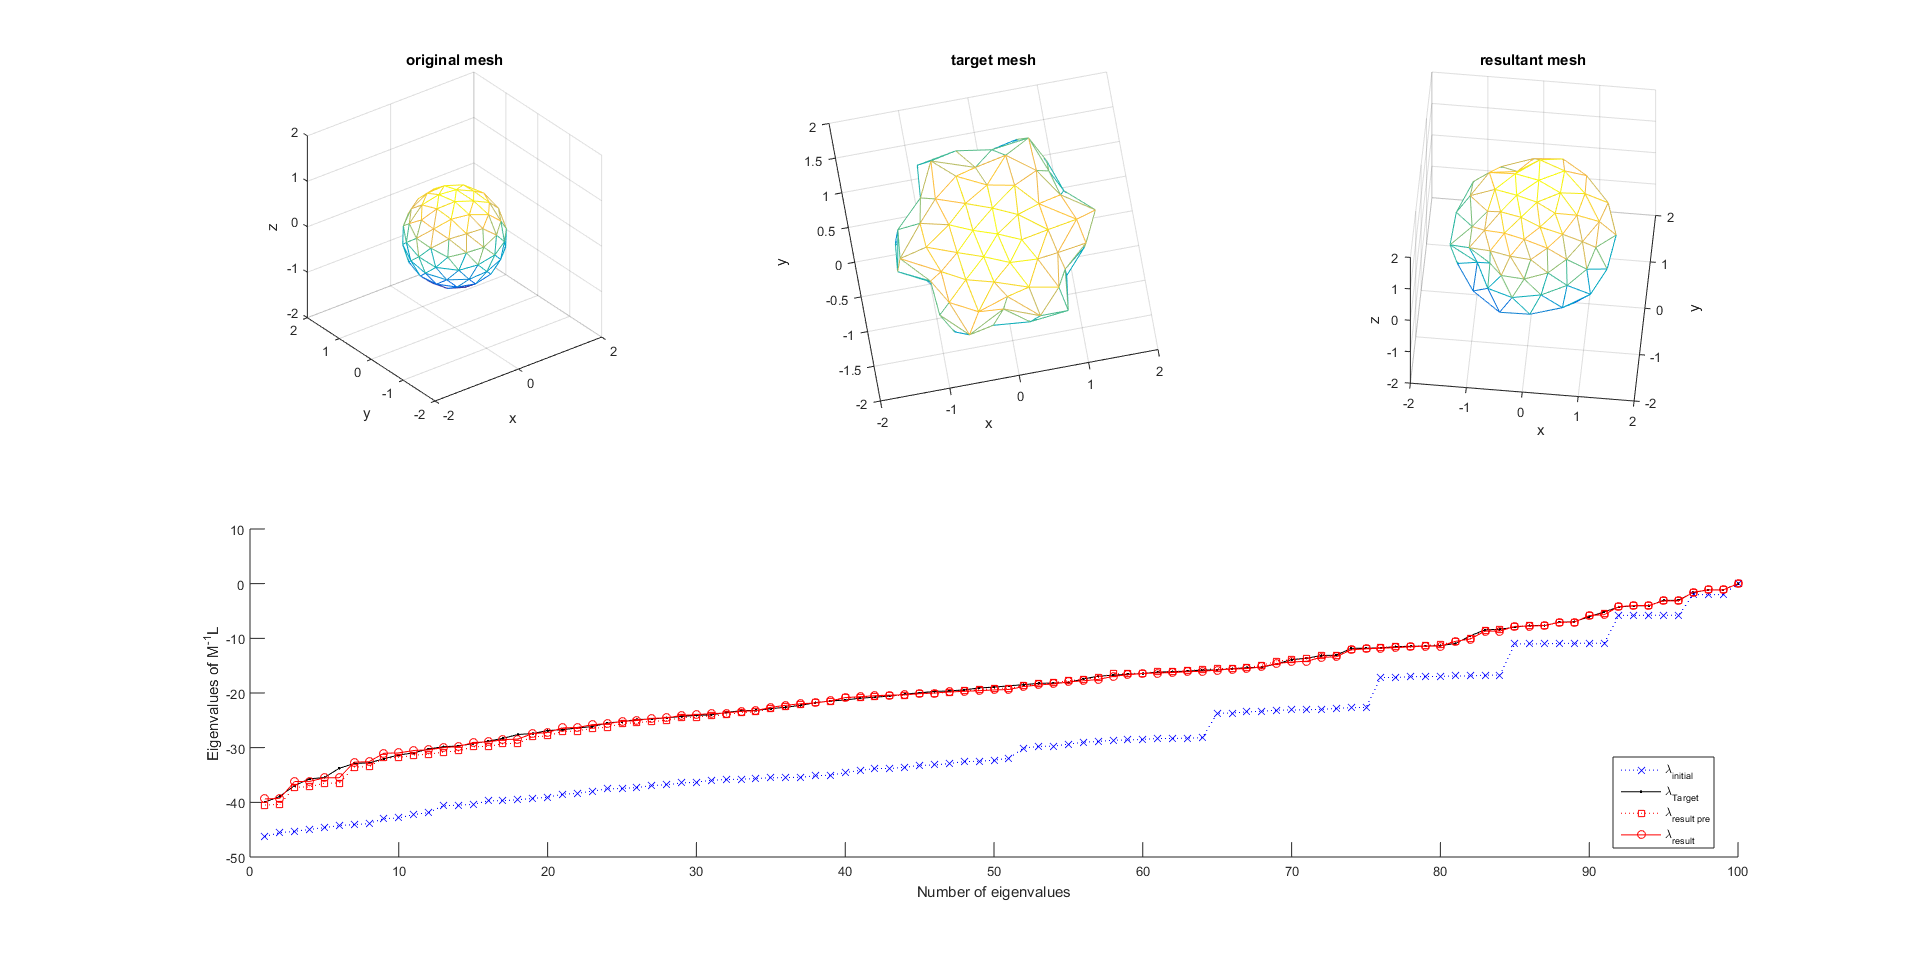 original mesh
2
1
0
-1
-2
z
2
1
0
-1
-2
y
-2
0
2
x
target mesh
2
1.5
1
0.5
0
-0.5
-1
-1.5
-2
y
-2
-1
0
1
2
x
resultant mesh
2
1
0
-1
-2
z
-2
-1
0
1
2
x
2
1
0
-1
-2
y
10
0
-10
-20
-30
-40
-50
Eigenvalues of M⁻¹L
0 10 20 30 40 50 60 70 80 90 100
Number of eigenvalues
λ_initial
λ_Target
λ_result pre
λ_result